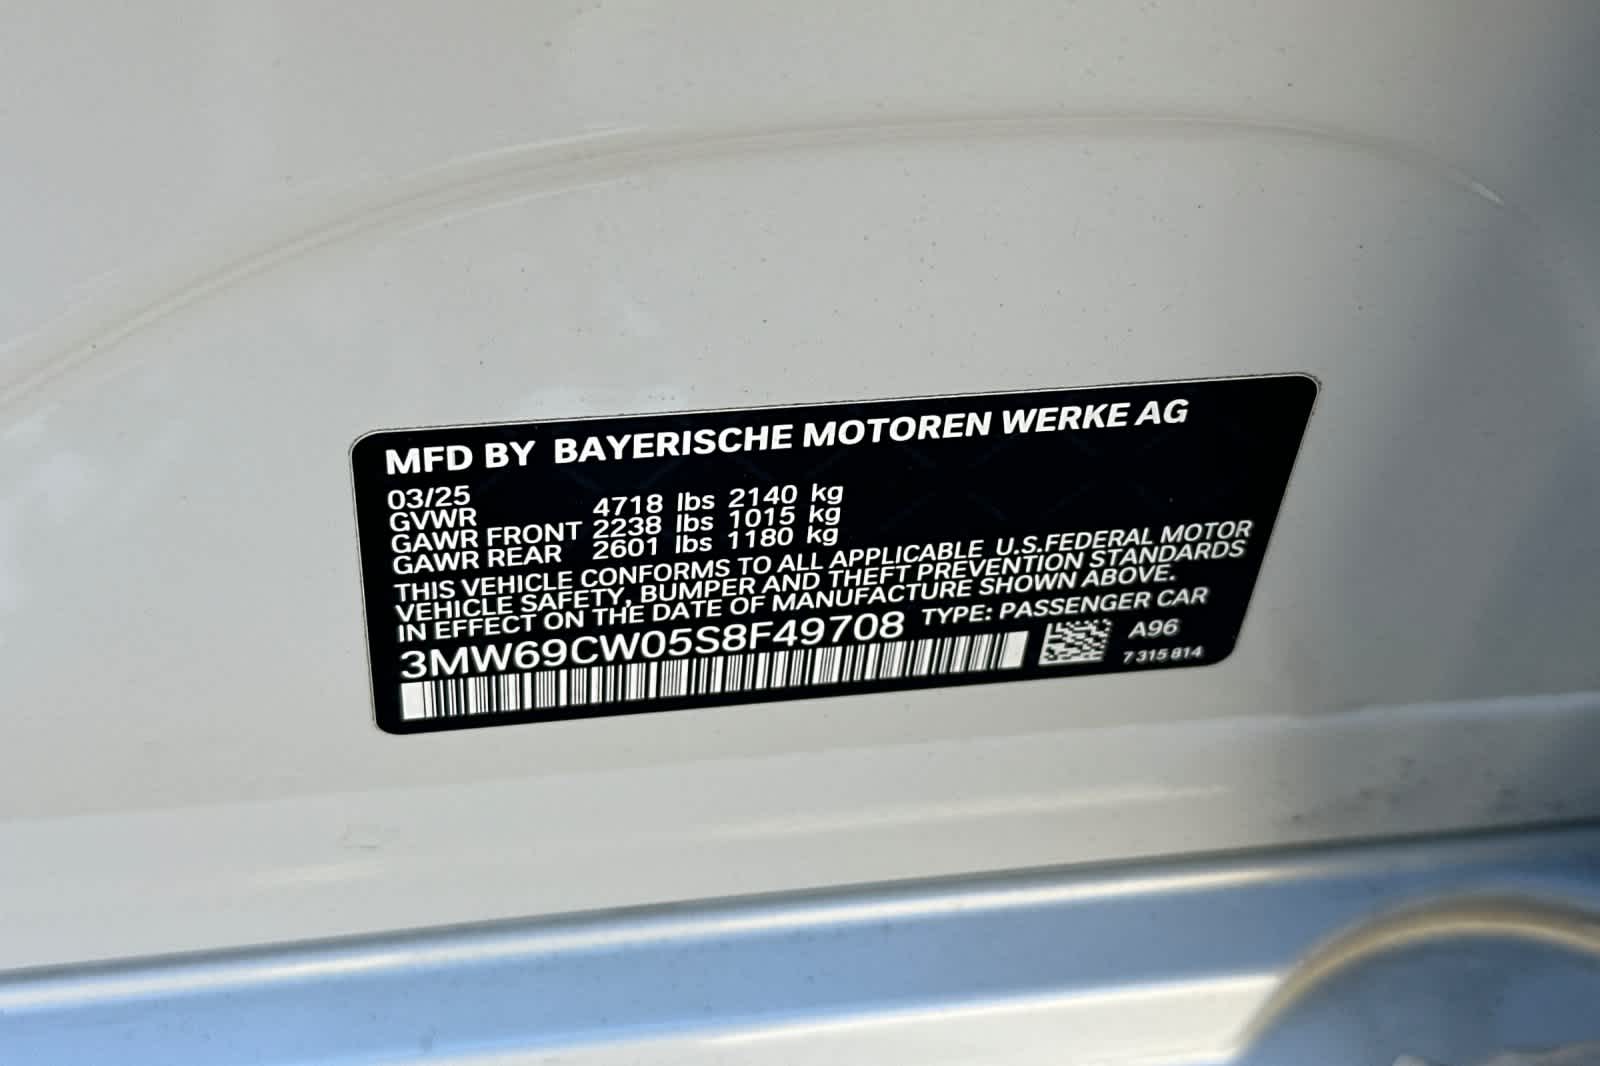 MFD BY BAYERISCHE MOTOREN WERKE AG
03/25
GVWR 4718 lbs 2140 kg
GAWR FRONT 2238 lbs 1015 kg
GAWR REAR 2601 lbs 1180 kg
THIS VEHICLE CONFORMS TO ALL APPLICABLE U.S.FEDERAL MOTOR
VEHICLE SAFETY, BUMPER AND THEFT PREVENTION STANDARDS
IN EFFECT ON THE DATE OF MANUFACTURE SHOWN ABOVE.
3MW69CW05S8F49708 TYPE: PASSENGER CAR
A96
7 315 814